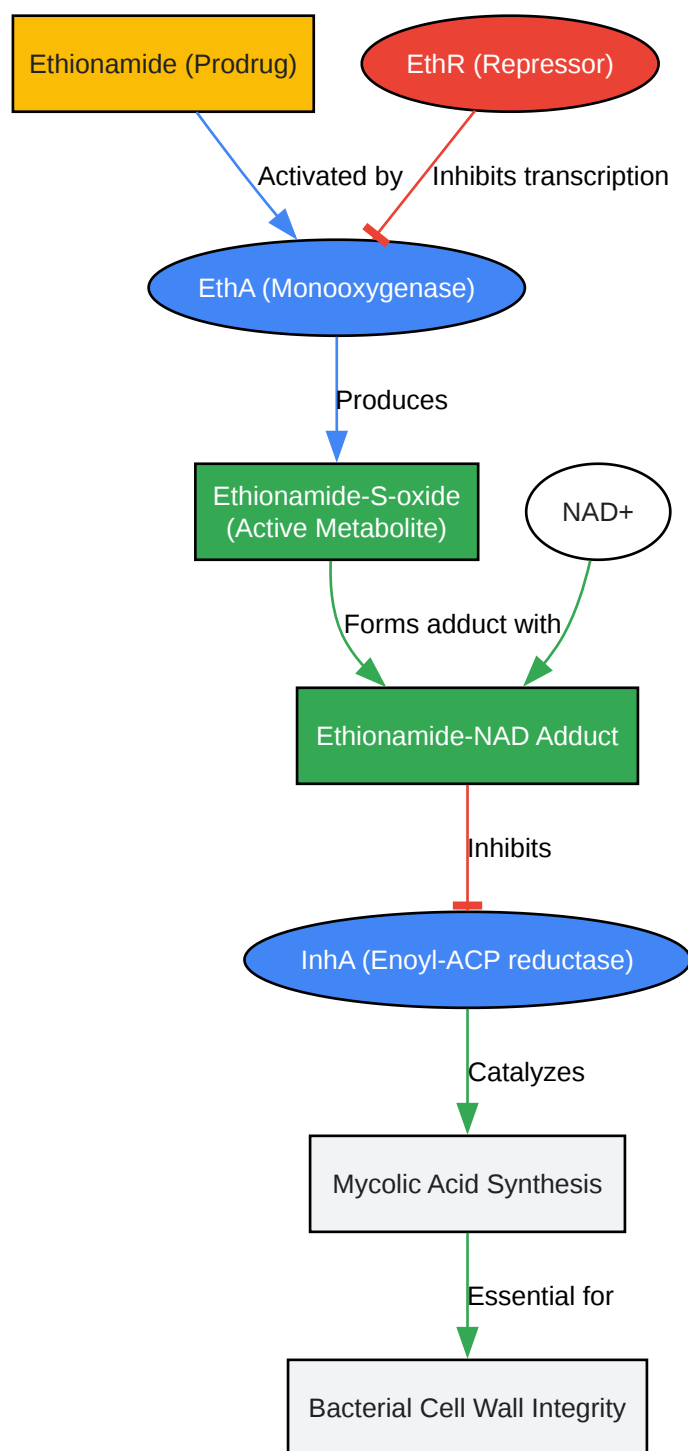 Ethionamide (Prodrug)
EthR (Repressor)
Activated by
Inhibits transcription
EthA (Monooxygenase)
Produces
Ethionamide-S-oxide
(Active Metabolite)
NAD+
Forms adduct with
Ethionamide-NAD Adduct
Inhibits
InhA (Enoyl-ACP reductase)
Catalyzes
Mycolic Acid Synthesis
Essential for
Bacterial Cell Wall Integrity